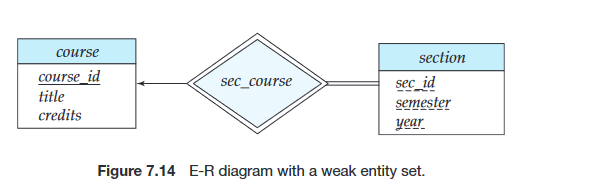 course
course_id
title
credits
sec_course
section
sec_id
semester
year
Figure 7.14 E-R diagram with a weak entity set.